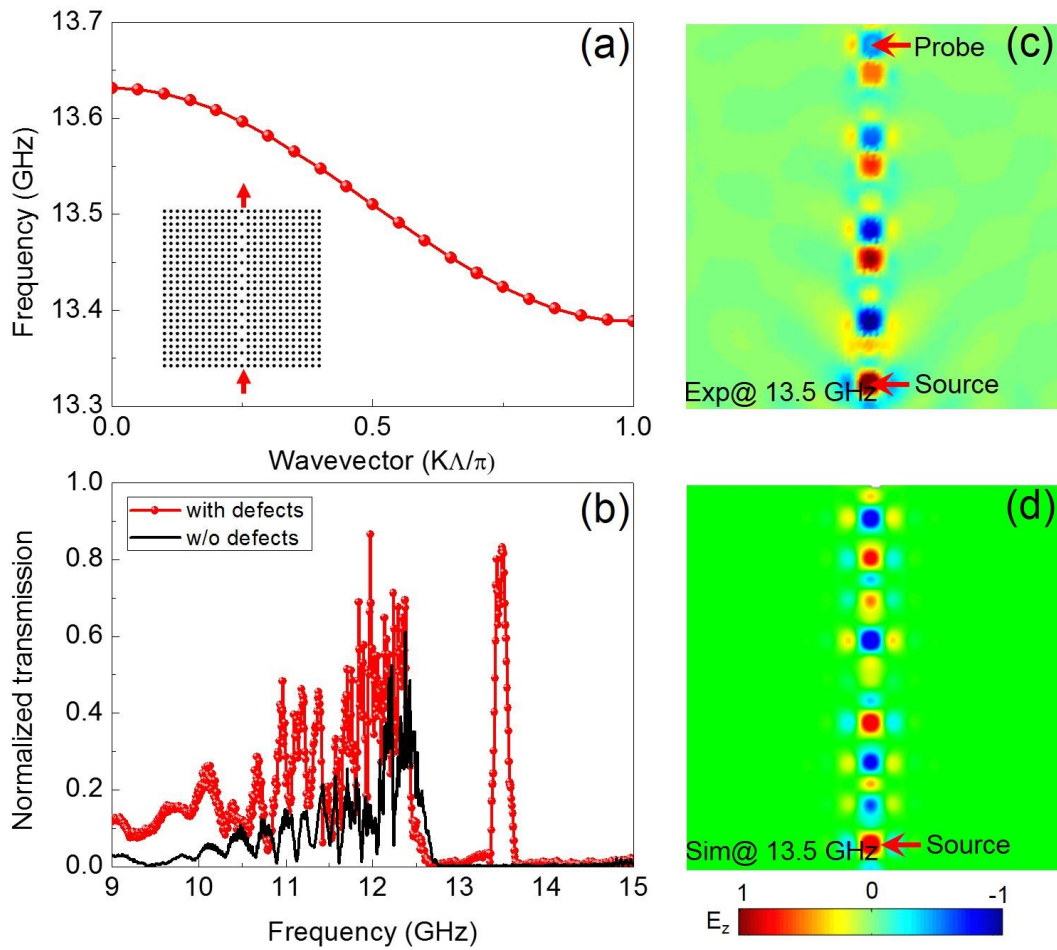 (a)
Frequency (GHz)
13.7
13.6
13.5
13.4
13.3
0.0 0.5 1.0
Wavevector (KΛ/π)
(b)
with defects
w/o defects
Normalized transmission
1.0
0.8
0.6
0.4
0.2
0.0
9 10 11 12 13 14 15
Frequency (GHz)
(c)
Probe
Source
Exp@ 13.5 GHz
(d)
Source
Sim@ 13.5 GHz
1 0 -1
E_z